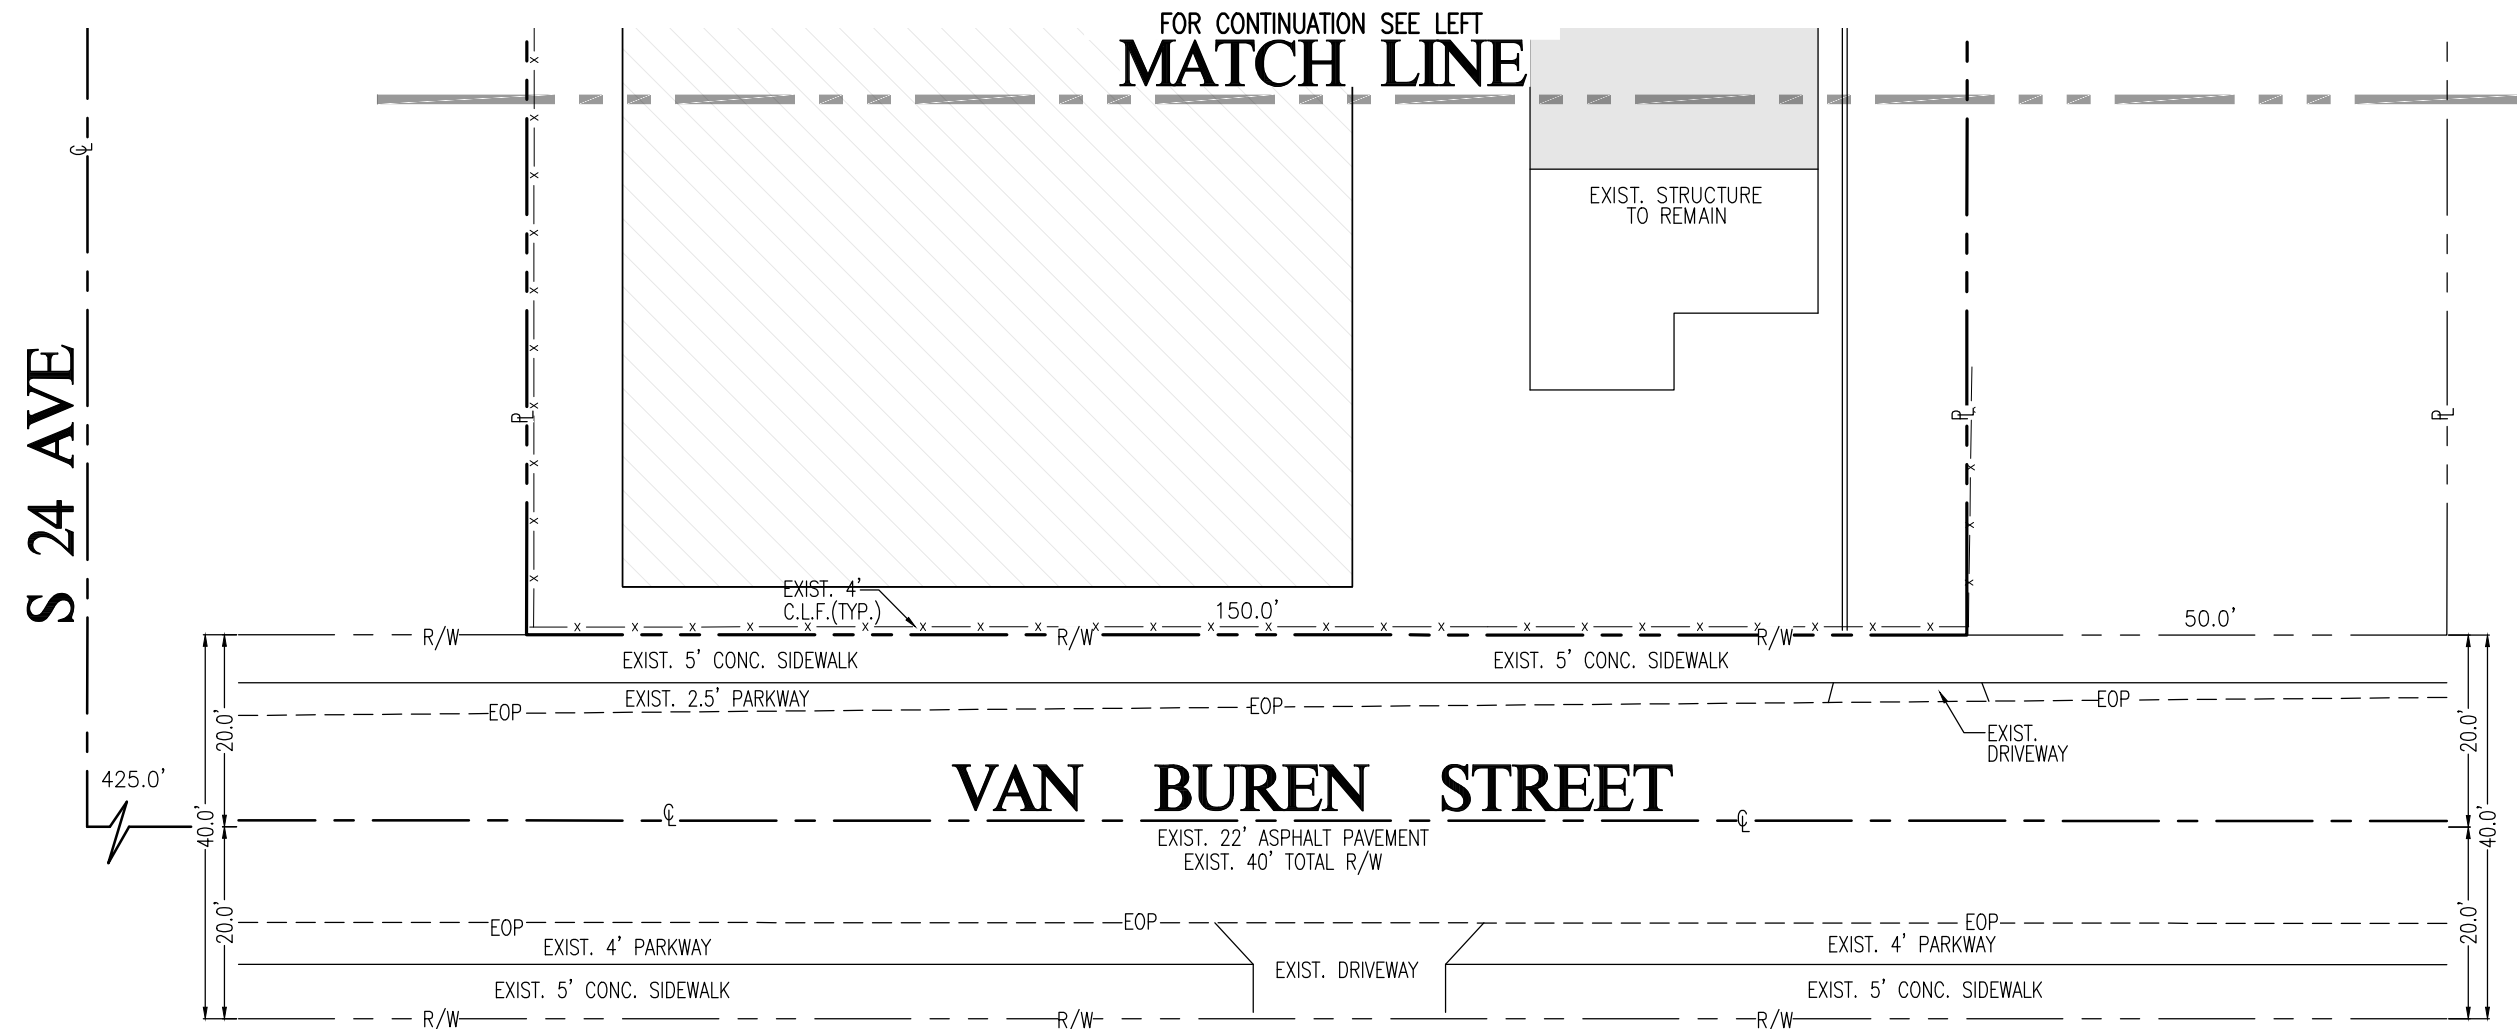 FOR CONTINUATION SEE LEFT
MATCH LINE
℄
EXIST. STRUCTURE
TO REMAIN
S 24 AVE
PL
PL
PL
EXIST. 4'
C.L.F.(TYP.)
150.0'
50.0'
R/W
R/W
R/W
EXIST. 5' CONC. SIDEWALK
EXIST. 5' CONC. SIDEWALK
EXIST. 2.5' PARKWAY
EOP
EOP
EOP
20.0'
20.0'
EXIST.
DRIVEWAY
425.0'
VAN BUREN STREET
40.0'
℄
℄
40.0'
EXIST. 22' ASPHALT PAVEMENT
EXIST. 40' TOTAL R/W
20.0'
20.0'
EOP
EOP
EOP
EXIST. 4' PARKWAY
EXIST. 4' PARKWAY
EXIST. DRIVEWAY
EXIST. 5' CONC. SIDEWALK
EXIST. 5' CONC. SIDEWALK
R/W
R/W
R/W